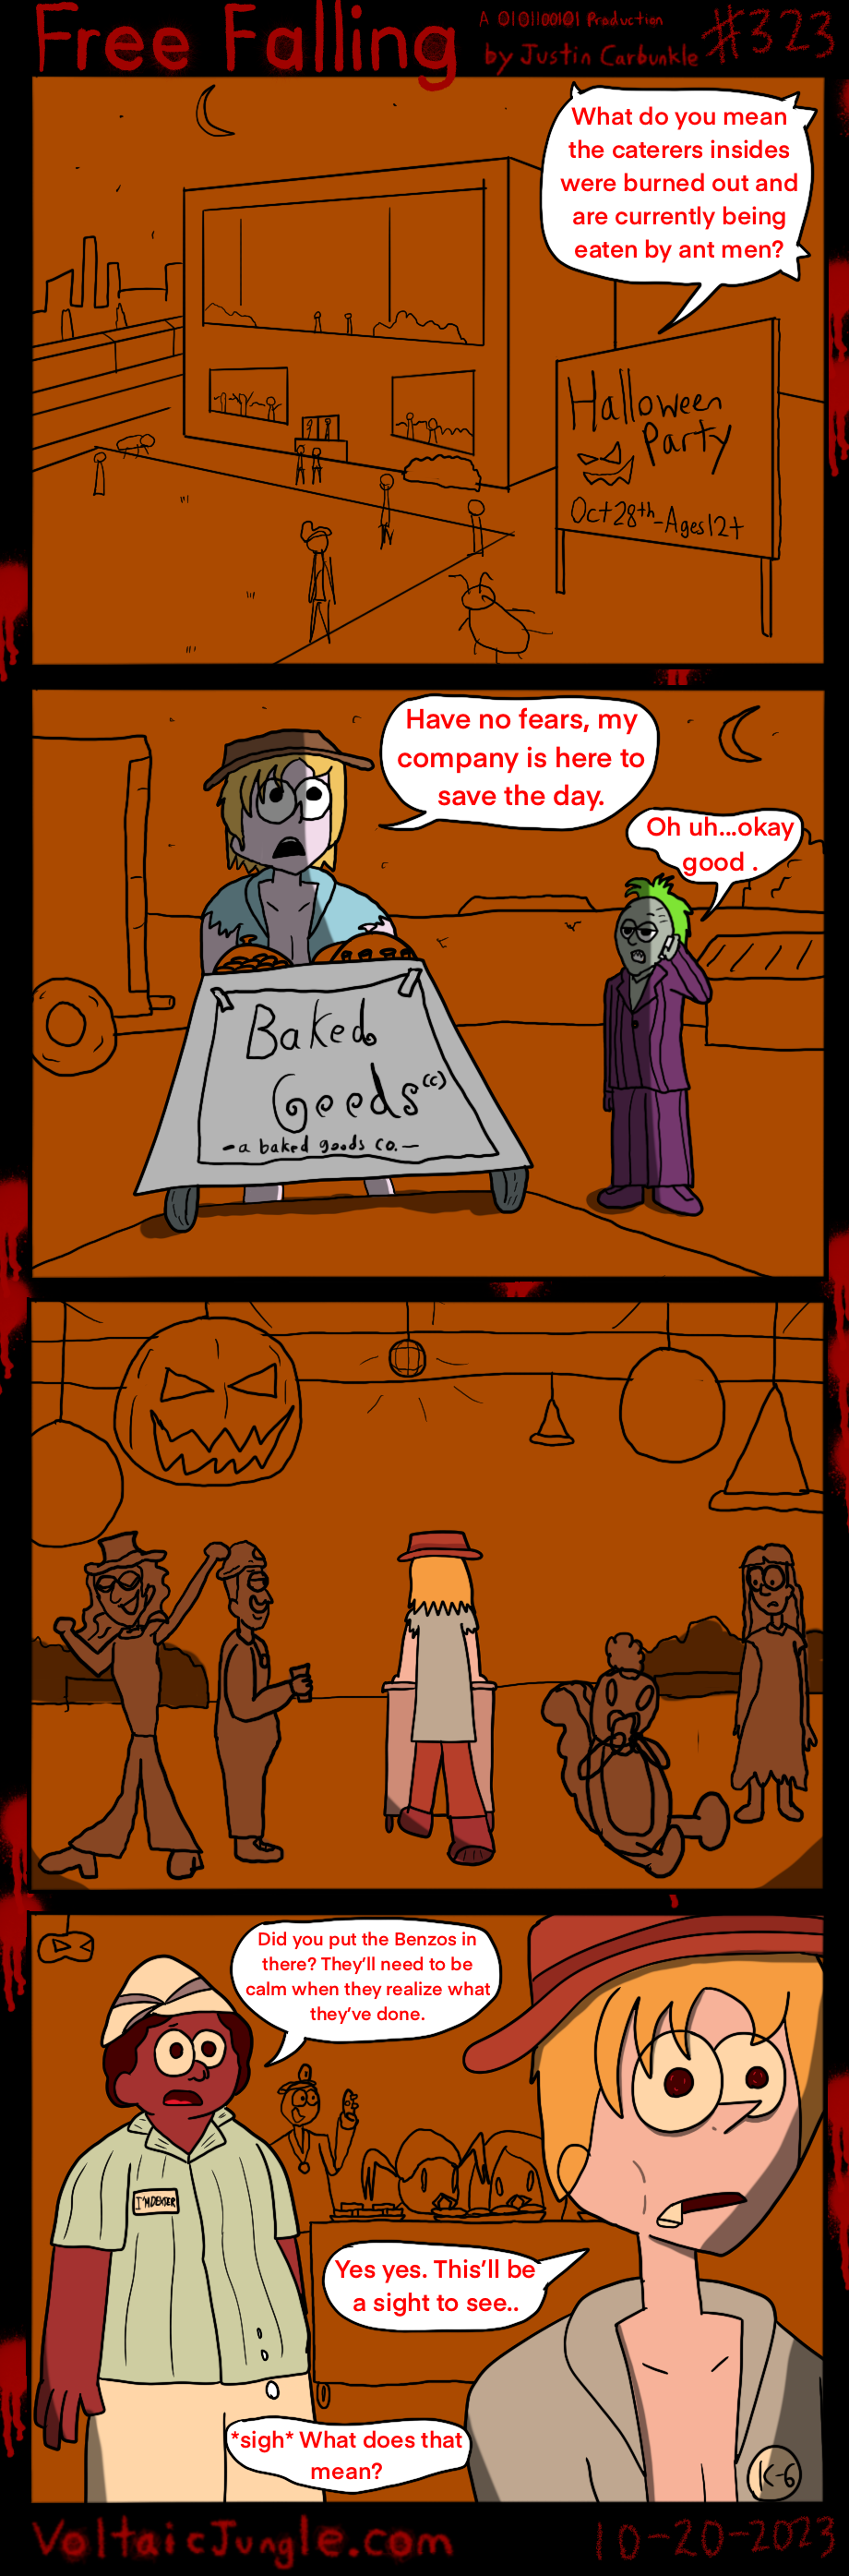 Free Falling
A 0101100101 Production
by Justin Carbunkle
#323
What do you mean
the caterers insides
were burned out and
are currently being
eaten by ant men?
Halloween
Party
Oct 28th - Ages 12+
Have no fears, my
company is here to
save the day.
Oh uh...okay
good .
Baked
Geeds (c)
- a baked goods co. -
Did you put the Benzos in
there? They'll need to be
calm when they realize what
they've done.
I'M DEXTER
Yes yes. This'll be
a sight to see..
*sigh* What does that
mean?
K-6
VoltaicJungle.com
10-20-2023